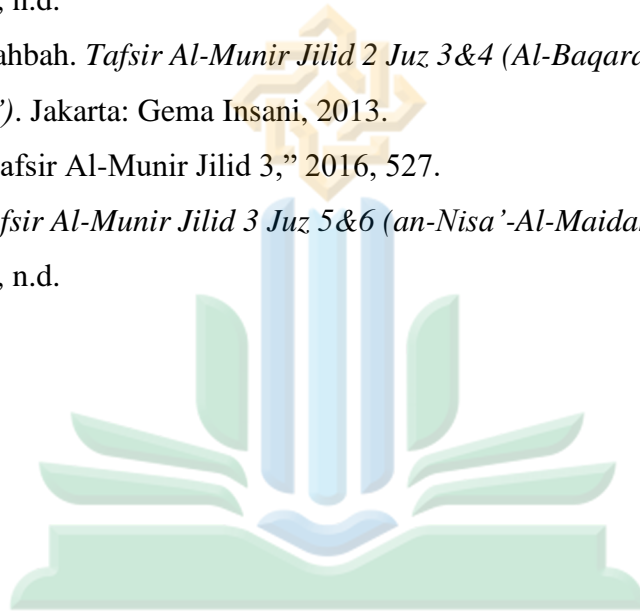 , n.d.
ahbah. Tafsir Al-Munir Jilid 2 Juz 3&4 (Al-Baqara
’). Jakarta: Gema Insani, 2013.
afsir Al-Munir Jilid 3,” 2016, 527.
fsir Al-Munir Jilid 3 Juz 5&6 (an-Nisa’-Al-Maida
, n.d.